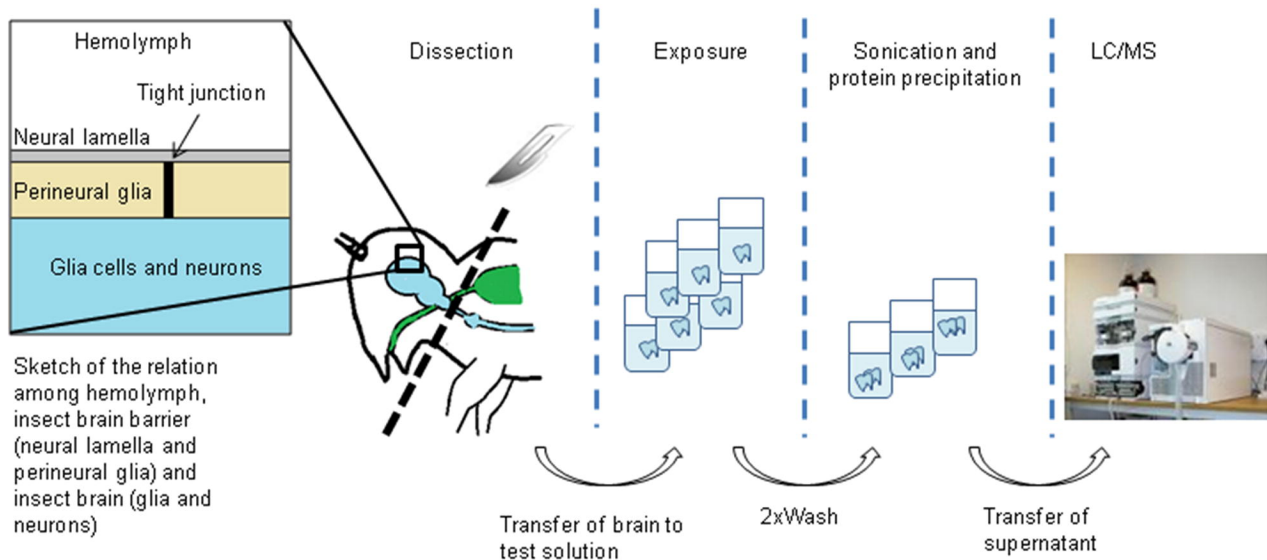 Hemolymph
Tight junction
Neural lamella
Perineural glia
Glia cells and neurons
Sketch of the relation
among hemolymph,
insect brain barrier
(neural lamella and
perineural glia) and
insect brain (glia and
neurons)
Dissection
Exposure
Sonication and
protein precipitation
LC/MS
Transfer of brain to
test solution
2xWash
Transfer of
supernatant